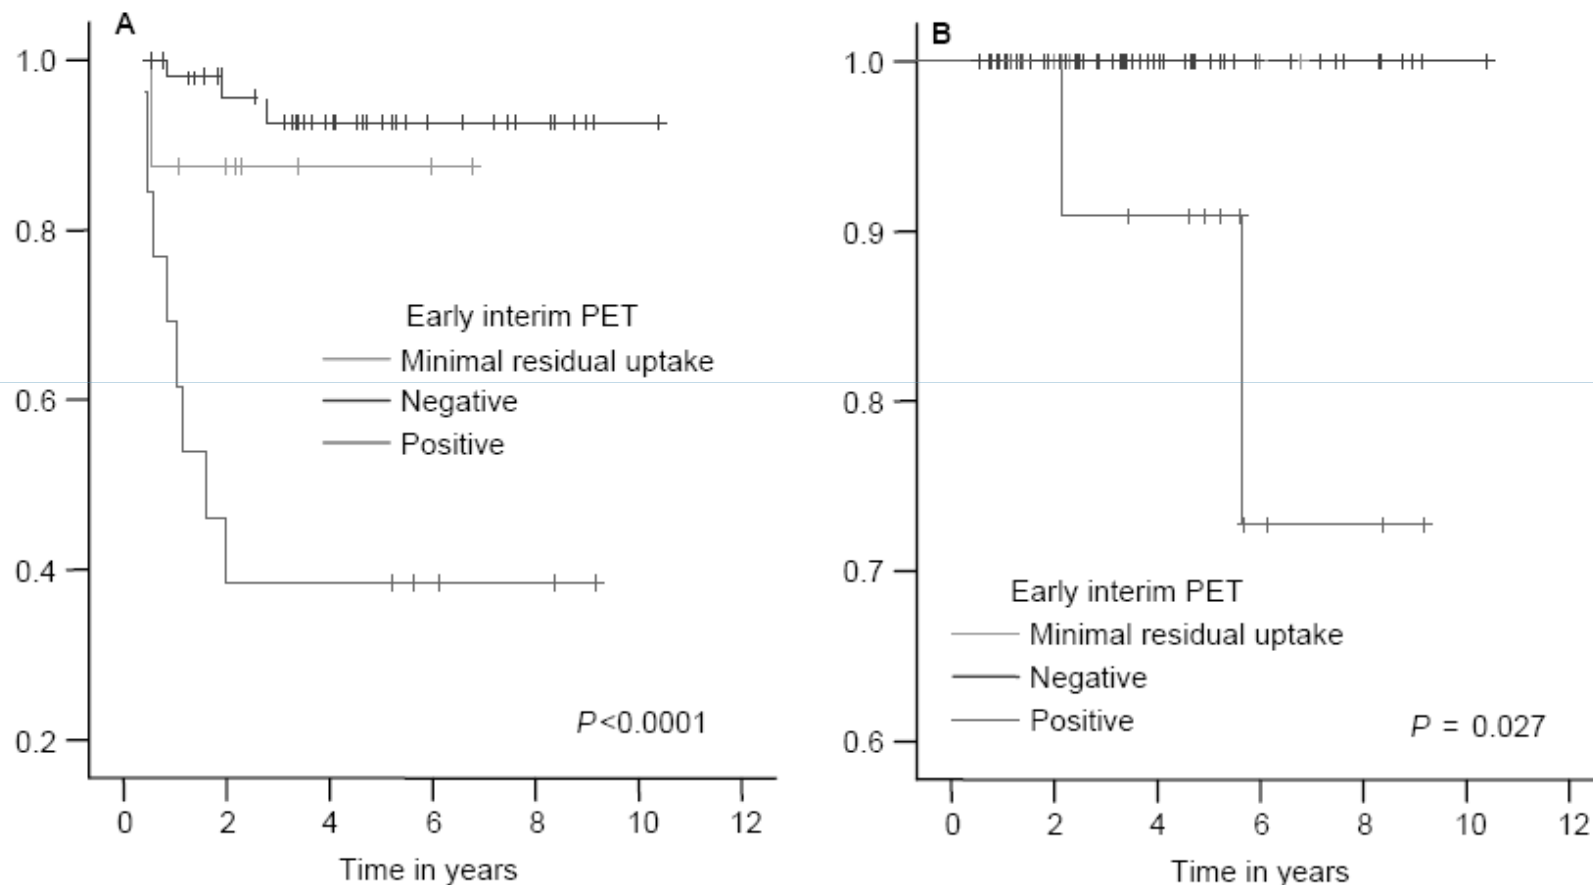 A
1.0
0.8
0.6
0.4
0.2
Early interim PET
Minimal residual uptake
Negative
Positive
P<0.0001
0 2 4 6 8 10 12
Time in years
B
1.0
0.9
0.8
0.7
0.6
Early interim PET
Minimal residual uptake
Negative
Positive
P = 0.027
0 2 4 6 8 10 12
Time in years